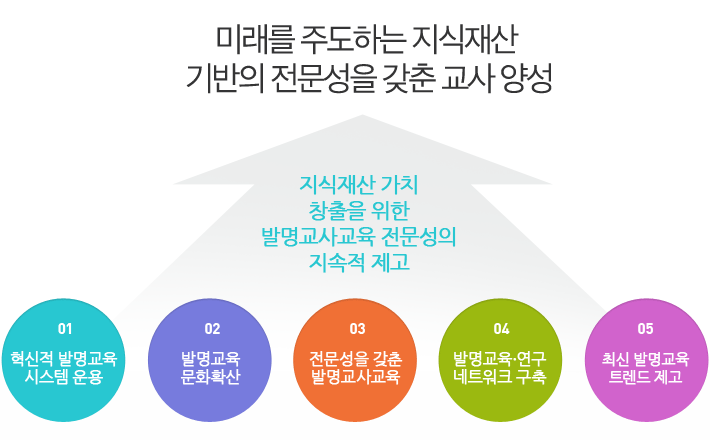 미래를 주도하는 지식재산
기반의 전문성을 갖춘 교사 양성
지식재산 가치
창출을 위한
발명교사교육 전문성의
지속적 제고
01
혁신적 발명교육
시스템 운용
02
발명교육
문화확산
03
전문성을 갖춘
발명교사교육
04
발명교육·연구
네트워크 구축
05
최신 발명교육
트렌드 제고